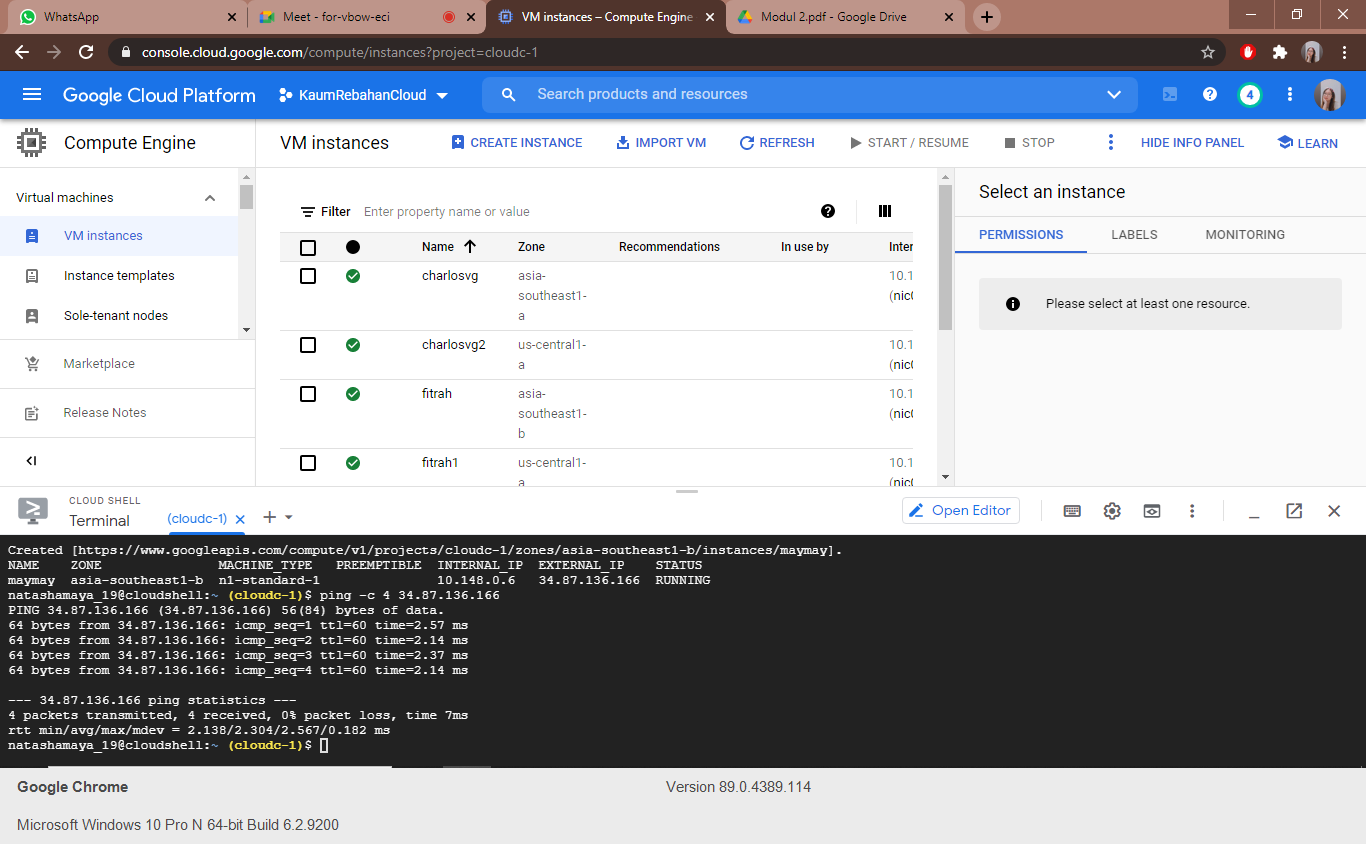 WhatsApp
Meet - for-vbow-eci
VM instances – Compute Engine
Modul 2.pdf - Google Drive
console.cloud.google.com/compute/instances?project=cloudc-1
Google Cloud Platform
KaumRebahanCloud
Search products and resources
4
Compute Engine
VM instances
CREATE INSTANCE
IMPORT VM
REFRESH
START / RESUME
STOP
HIDE INFO PANEL
LEARN
Virtual machines
VM instances
Instance templates
Sole-tenant nodes
Marketplace
Release Notes
Filter Enter property name or value
Name Zone Recommendations In use by Inter
charlosvg asia-southeast1-a 10.1 (nic0
charlosvg2 us-central1-a 10.1 (nic0
fitrah asia-southeast1-b 10.1 (nic0
fitrah1 us-central1-a 10.1 (nic0
Select an instance
PERMISSIONS LABELS MONITORING
Please select at least one resource.
CLOUD SHELL
Terminal
(cloudc-1)
Open Editor
Created [https://www.googleapis.com/compute/v1/projects/cloudc-1/zones/asia-southeast1-b/instances/maymay].
NAME ZONE MACHINE_TYPE PREEMPTIBLE INTERNAL_IP EXTERNAL_IP STATUS
maymay asia-southeast1-b n1-standard-1 10.148.0.6 34.87.136.166 RUNNING
natashamaya_19@cloudshell:~ (cloudc-1)$ ping -c 4 34.87.136.166
PING 34.87.136.166 (34.87.136.166) 56(84) bytes of data.
64 bytes from 34.87.136.166: icmp_seq=1 ttl=60 time=2.57 ms
64 bytes from 34.87.136.166: icmp_seq=2 ttl=60 time=2.14 ms
64 bytes from 34.87.136.166: icmp_seq=3 ttl=60 time=2.37 ms
64 bytes from 34.87.136.166: icmp_seq=4 ttl=60 time=2.14 ms
--- 34.87.136.166 ping statistics ---
4 packets transmitted, 4 received, 0% packet loss, time 7ms
rtt min/avg/max/mdev = 2.138/2.304/2.567/0.182 ms
natashamaya_19@cloudshell:~ (cloudc-1)$
Google Chrome
Version 89.0.4389.114
Microsoft Windows 10 Pro N 64-bit Build 6.2.9200